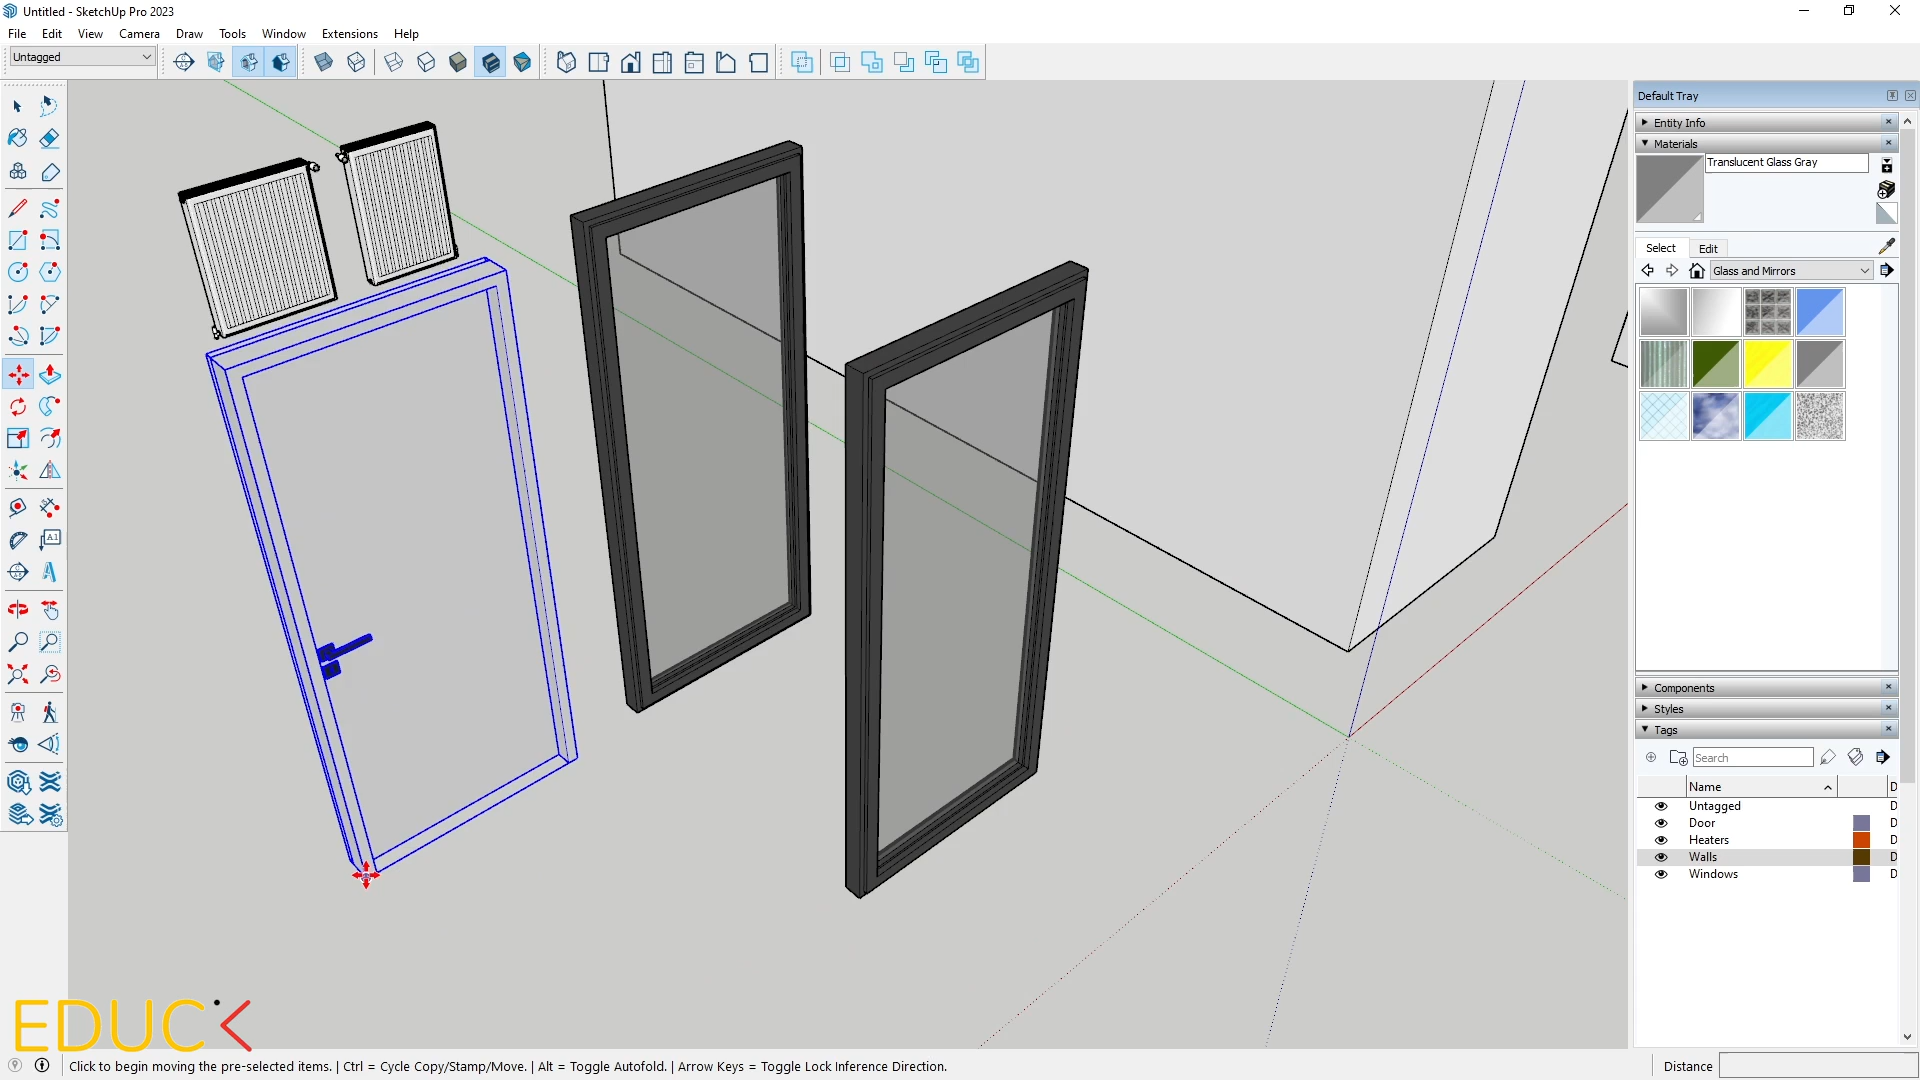 Untitled - SketchUp Pro 2023
File Edit View Camera Draw Tools Window Extensions Help
Untagged
Default Tray
Entity Info
Materials
Translucent Glass Gray
Select Edit
Glass and Mirrors
Components
Styles
Tags
Search
Name D
Untagged D
Door D
Heaters D
Walls D
Windows D
EDUC
Click to begin moving the pre-selected items. | Ctrl = Cycle Copy/Stamp/Move. | Alt = Toggle Autofold. | Arrow Keys = Toggle Lock Inference Direction.
Distance